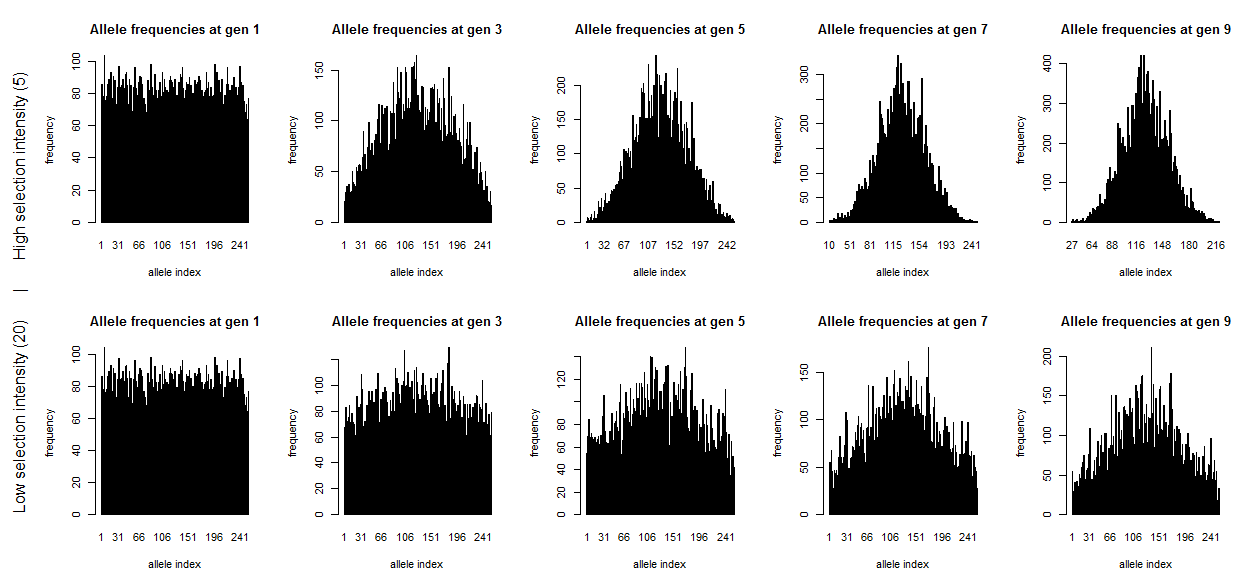 High selection intensity (5)
|
Low selection intensity (20)
Allele frequencies at gen 1
frequency
0 20 40 60 80 100
1 31 66 106 151 196 241
allele index
Allele frequencies at gen 3
frequency
0 50 100 150
1 31 66 106 151 196 241
allele index
Allele frequencies at gen 5
frequency
0 50 100 150 200
1 32 67 107 152 197 242
allele index
Allele frequencies at gen 7
frequency
0 50 100 200 300
10 51 81 115 154 193 241
allele index
Allele frequencies at gen 9
frequency
0 100 200 300 400
27 64 88 116 148 180 216
allele index
Allele frequencies at gen 1
frequency
0 20 40 60 80 100
1 31 66 106 151 196 241
allele index
Allele frequencies at gen 3
frequency
0 20 40 60 80 100
1 31 66 106 151 196 241
allele index
Allele frequencies at gen 5
frequency
0 20 40 60 80 120
1 31 66 106 151 196 241
allele index
Allele frequencies at gen 7
frequency
0 50 100 150
1 31 66 106 151 196 241
allele index
Allele frequencies at gen 9
frequency
0 50 100 150 200
1 31 66 106 151 196 241
allele index